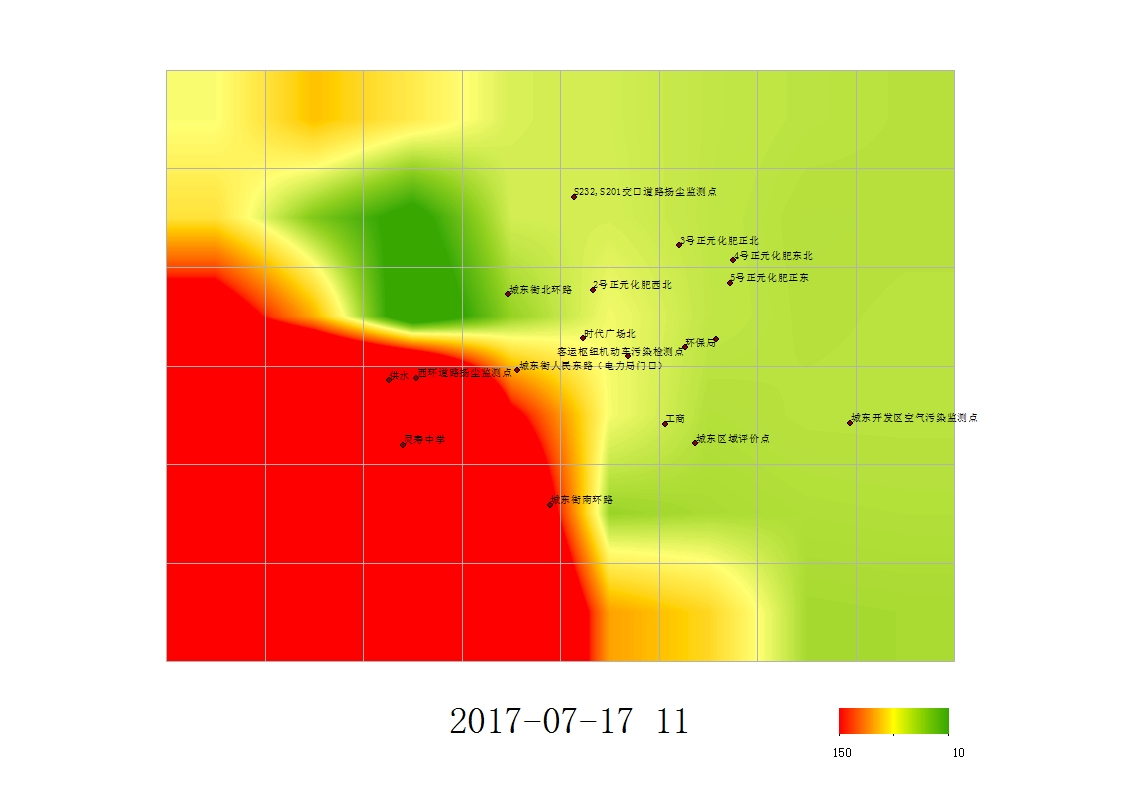 S232,S201交口道路扬尘监测点
3号正元化肥正北
4号正元化肥东北
5号正元化肥正东
2号正元化肥西北
城东街北环路
时代广场北
环保局
客运枢纽机动车污染检测点
城东街人民东路（电力局门口）
西环道路扬尘监测点
供水
工商
城东开发区空气污染监测点
城东区域评价点
灵寿中学
城东街南环路
2017-07-17 11
150
10